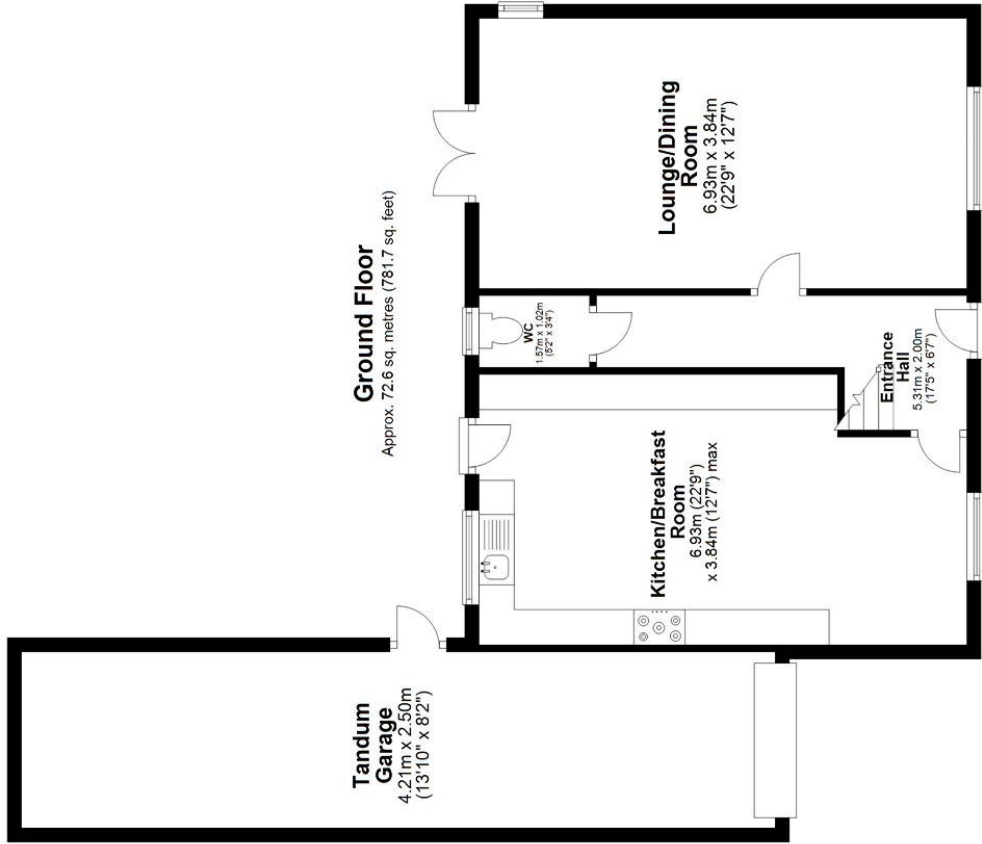 Ground Floor
Approx. 72.6 sq. metres (781.7 sq. feet)
Tandum
Garage
4.21m x 2.50m
(13'10" x 8'2")
Kitchen/Breakfast
Room
6.93m (22'9")
x 3.84m (12'7") max
WC
1.57m x 1.02m
(5'2" x 3'4")
Entrance
Hall
5.31m x 2.00m
(17'5" x 6'7")
Lounge/Dining
Room
6.93m x 3.84m
(22'9" x 12'7")